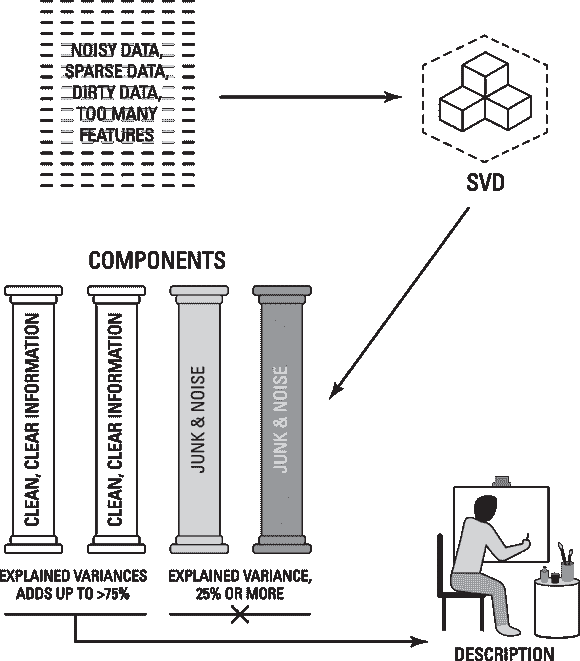 NOISY DATA,
SPARSE DATA,
DIRTY DATA,
TOO MANY
FEATURES
SVD
COMPONENTS
CLEAN, CLEAR INFORMATION
CLEAN, CLEAR INFORMATION
JUNK & NOISE
JUNK & NOISE
EXPLAINED VARIANCES
ADDS UP TO >75%
EXPLAINED VARIANCE,
25% OR MORE
DESCRIPTION